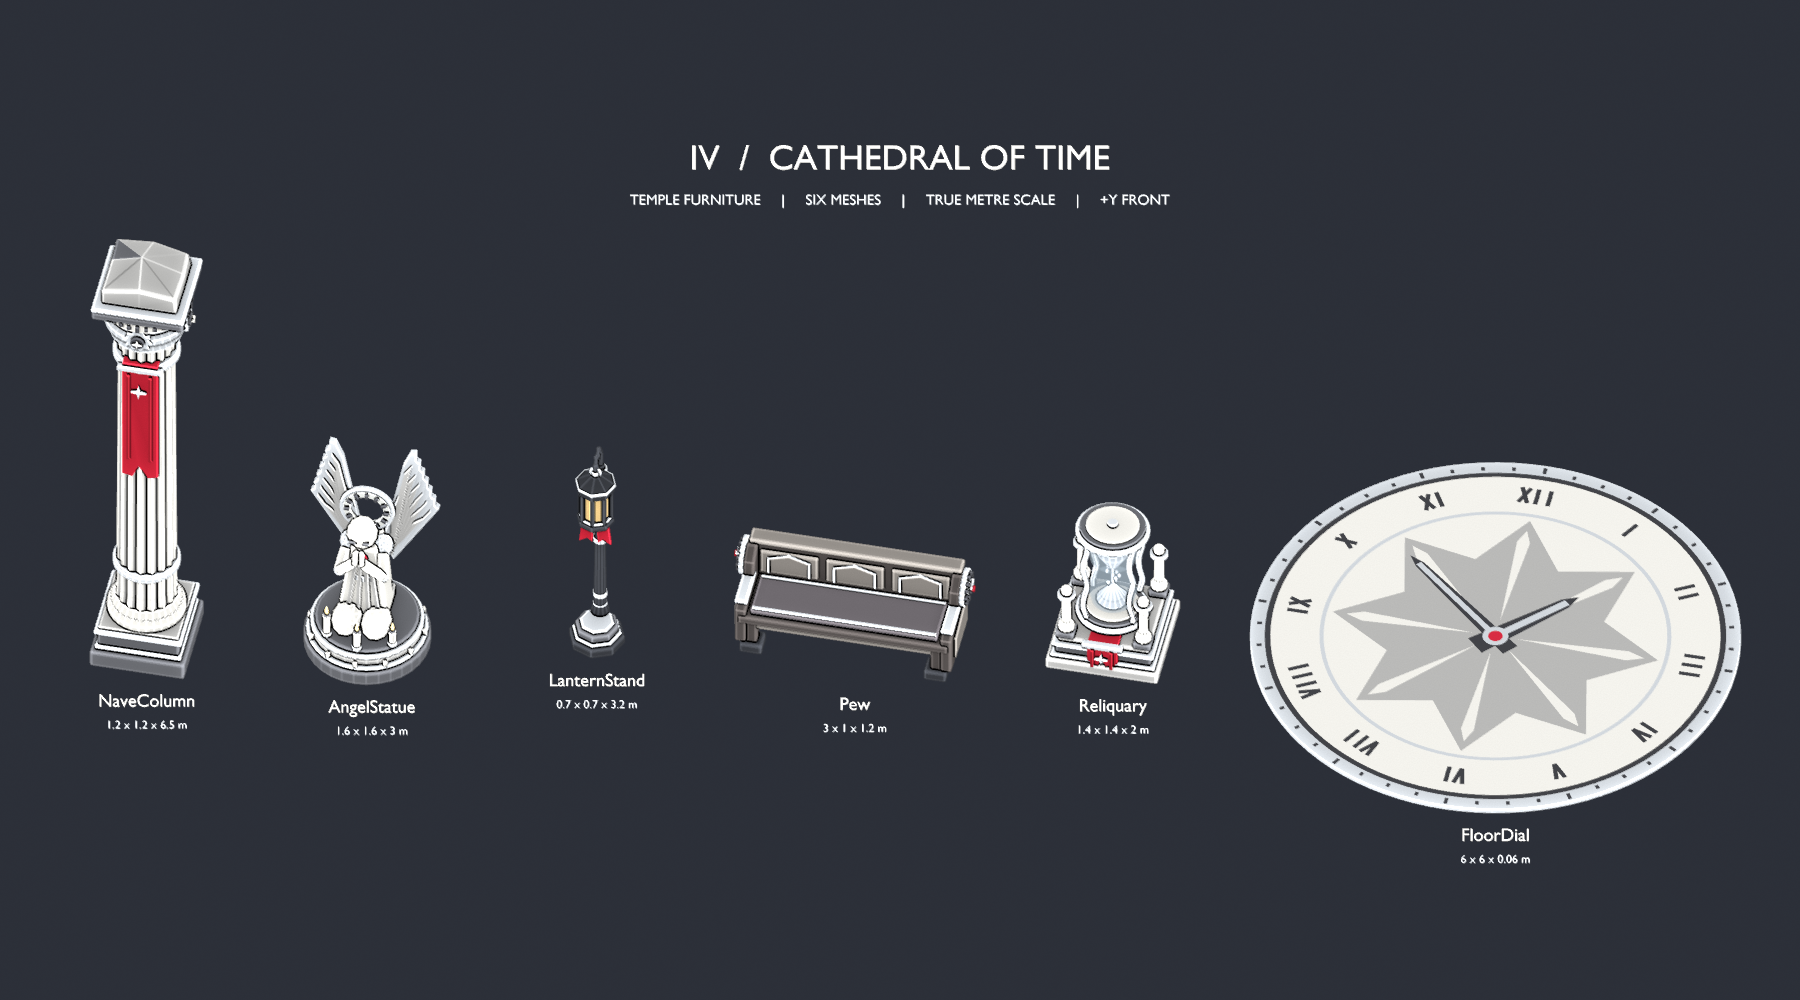 IV / CATHEDRAL OF TIME
TEMPLE FURNITURE | SIX MESHES | TRUE METRE SCALE | +Y FRONT
NaveColumn
1.2 x 1.2 x 6.5 m
AngelStatue
1.6 x 1.6 x 3 m
LanternStand
0.7 x 0.7 x 3.2 m
Pew
3 x 1 x 1.2 m
Reliquary
1.4 x 1.4 x 2 m
XII
I
II
III
IV
V
VI
VII
VIII
IX
X
XI
FloorDial
6 x 6 x 0.06 m